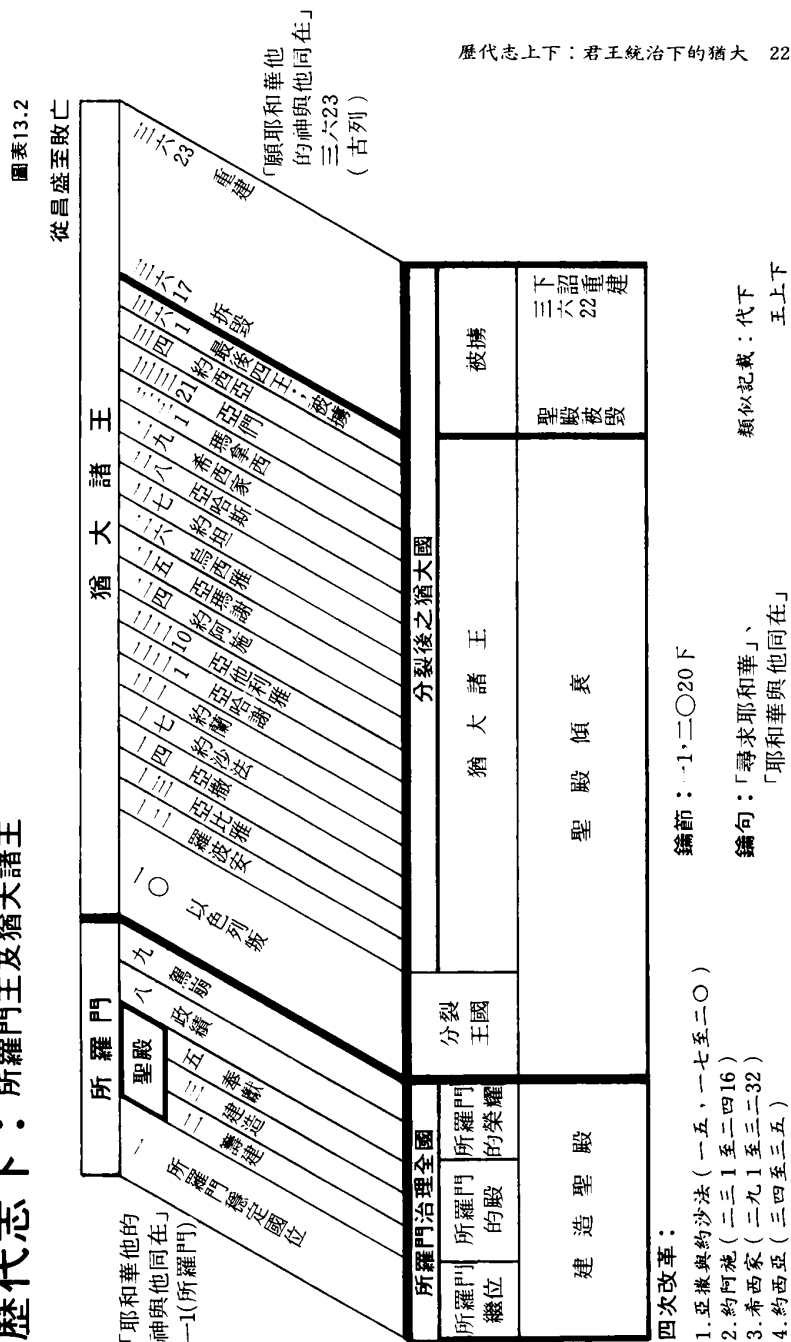 歷代志上下：君王統治下的猶大 22
圖表13.2
歷代志下：所羅門王及猶大諸王
從昌盛至敗亡
所羅門
猶大諸王
「耶和華他的
神與他同在」
一1(所羅門)
一 所羅門穩定國位
聖殿
二 籌建
三 建造
五 奉獻
八 政績
九 駕崩
一〇 以色列叛
一二 羅波安
一三 亞比雅
一四 亞撒
一七 約沙法
二一 約蘭
二二1 亞哈謝
二二10 亞他利雅
二四 約阿施
二五 亞瑪謝
二六 烏西雅
二七 約坦
二八 亞哈斯
二九 希西家
三三1 瑪拿西
三三21 亞們
三四 約西亞
三六1 最後四王；被擄
三六17 拆毀
三六23 重建
「願耶和華他
的神與他同在」
三六23
（古列）
所羅門治理全國
分裂後之猶大國
所羅門
繼位
所羅門
的殿
所羅門
的榮耀
分裂
王國
猶大諸王
被擄
建造聖殿
聖殿傾衰
聖殿被毀
下詔重建
三六22
四次改革：
1.亞撒與約沙法（一五，一七至二〇）
2.約阿施（二三1至二四16）
3.希西家（二九1至三二32）
4.約西亞（三四至三五）
鑰節：一1,二〇20下
鑰句：「尋求耶和華」、
「耶和華與他同在」
類似記載：代下
王上下